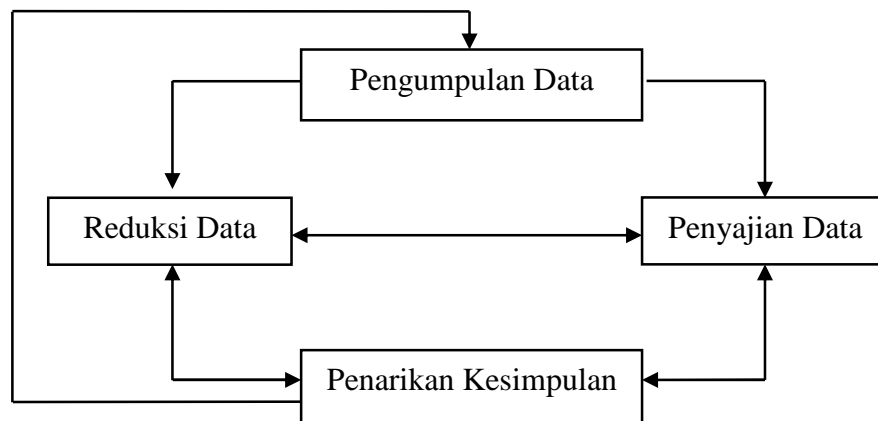 Pengumpulan Data
Reduksi Data
Penyajian Data
Penarikan Kesimpulan